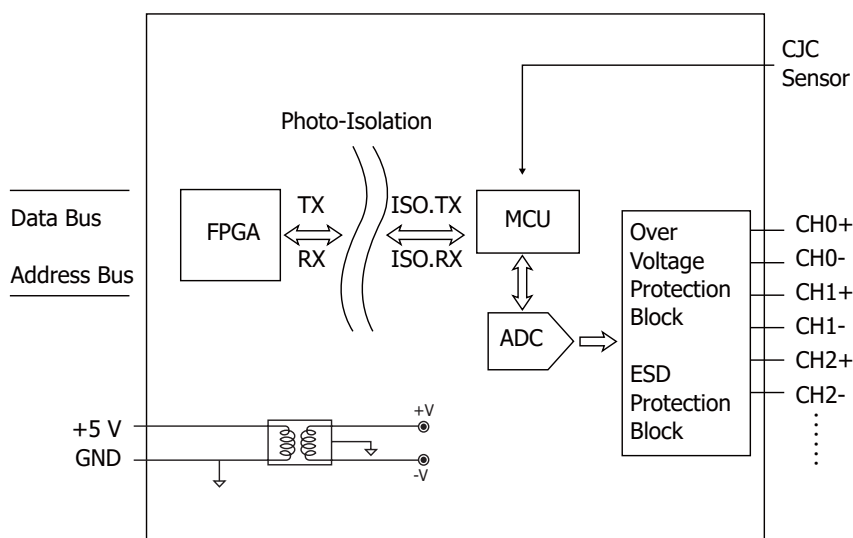 CJC
Sensor
Photo-Isolation
Data Bus
Address Bus
FPGA
TX
RX
ISO.TX
ISO.RX
MCU
ADC
Over
Voltage
Protection
Block
ESD
Protection
Block
CH0+
CH0-
CH1+
CH1-
CH2+
CH2-
+5 V
GND
+V
-V